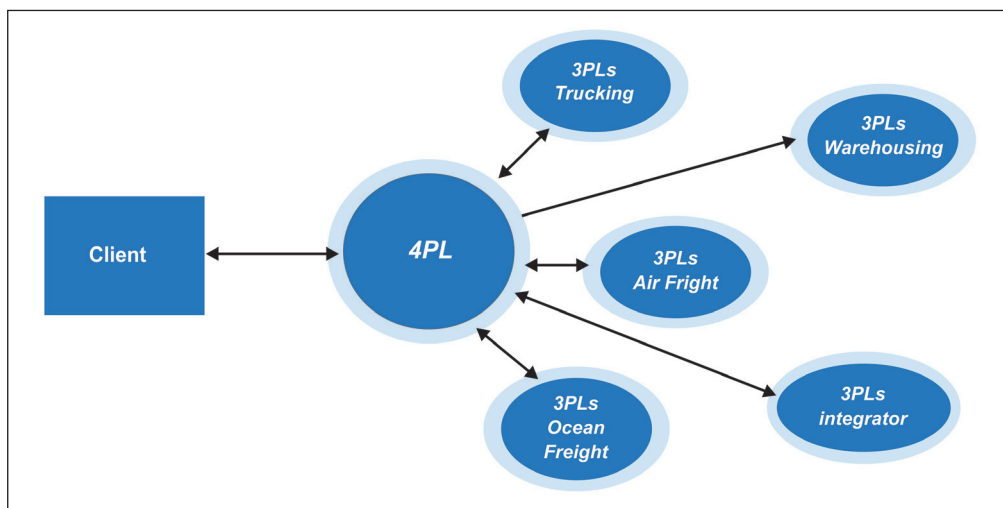 Client
4PL
3PLs
Trucking
3PLs
Warehousing
3PLs
Air Fright
3PLs
integrator
3PLs
Ocean
Freight